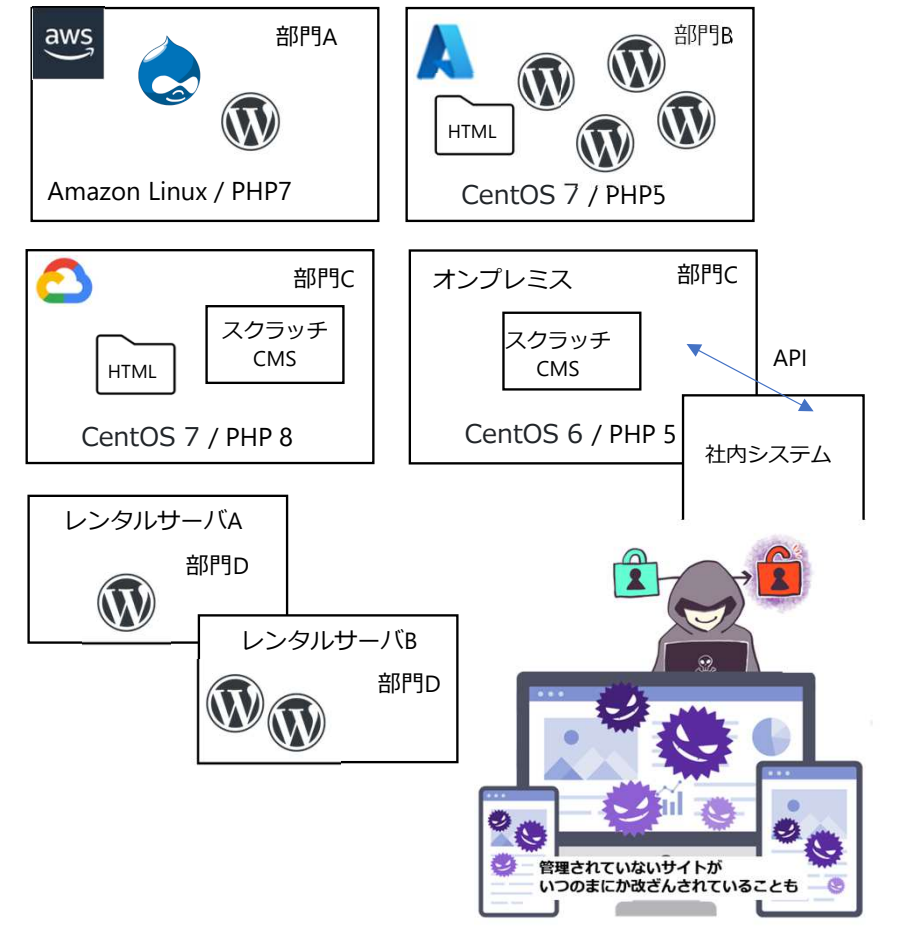 aws
部門A
Amazon Linux / PHP7
部門B
HTML
CentOS 7 / PHP5
部門C
スクラッチ
CMS
HTML
CentOS 7 / PHP 8
オンプレミス
部門C
スクラッチ
CMS
API
CentOS 6 / PHP 5
社内システム
レンタルサーバA
部門D
レンタルサーバB
部門D
管理されていないサイトが
いつのまにか改ざんされていることも